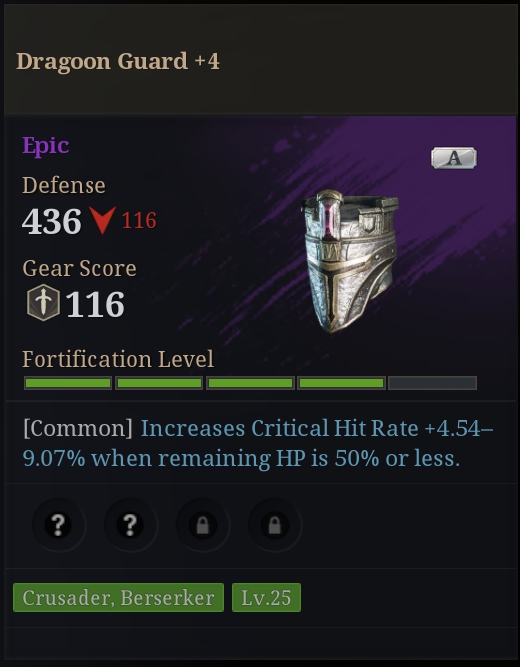 Dragoon Guard +4
Epic
A
Defense
436 116
Gear Score
116
Fortification Level
[Common] Increases Critical Hit Rate +4.54–
9.07% when remaining HP is 50% or less.
? ?
Crusader, Berserker Lv.25